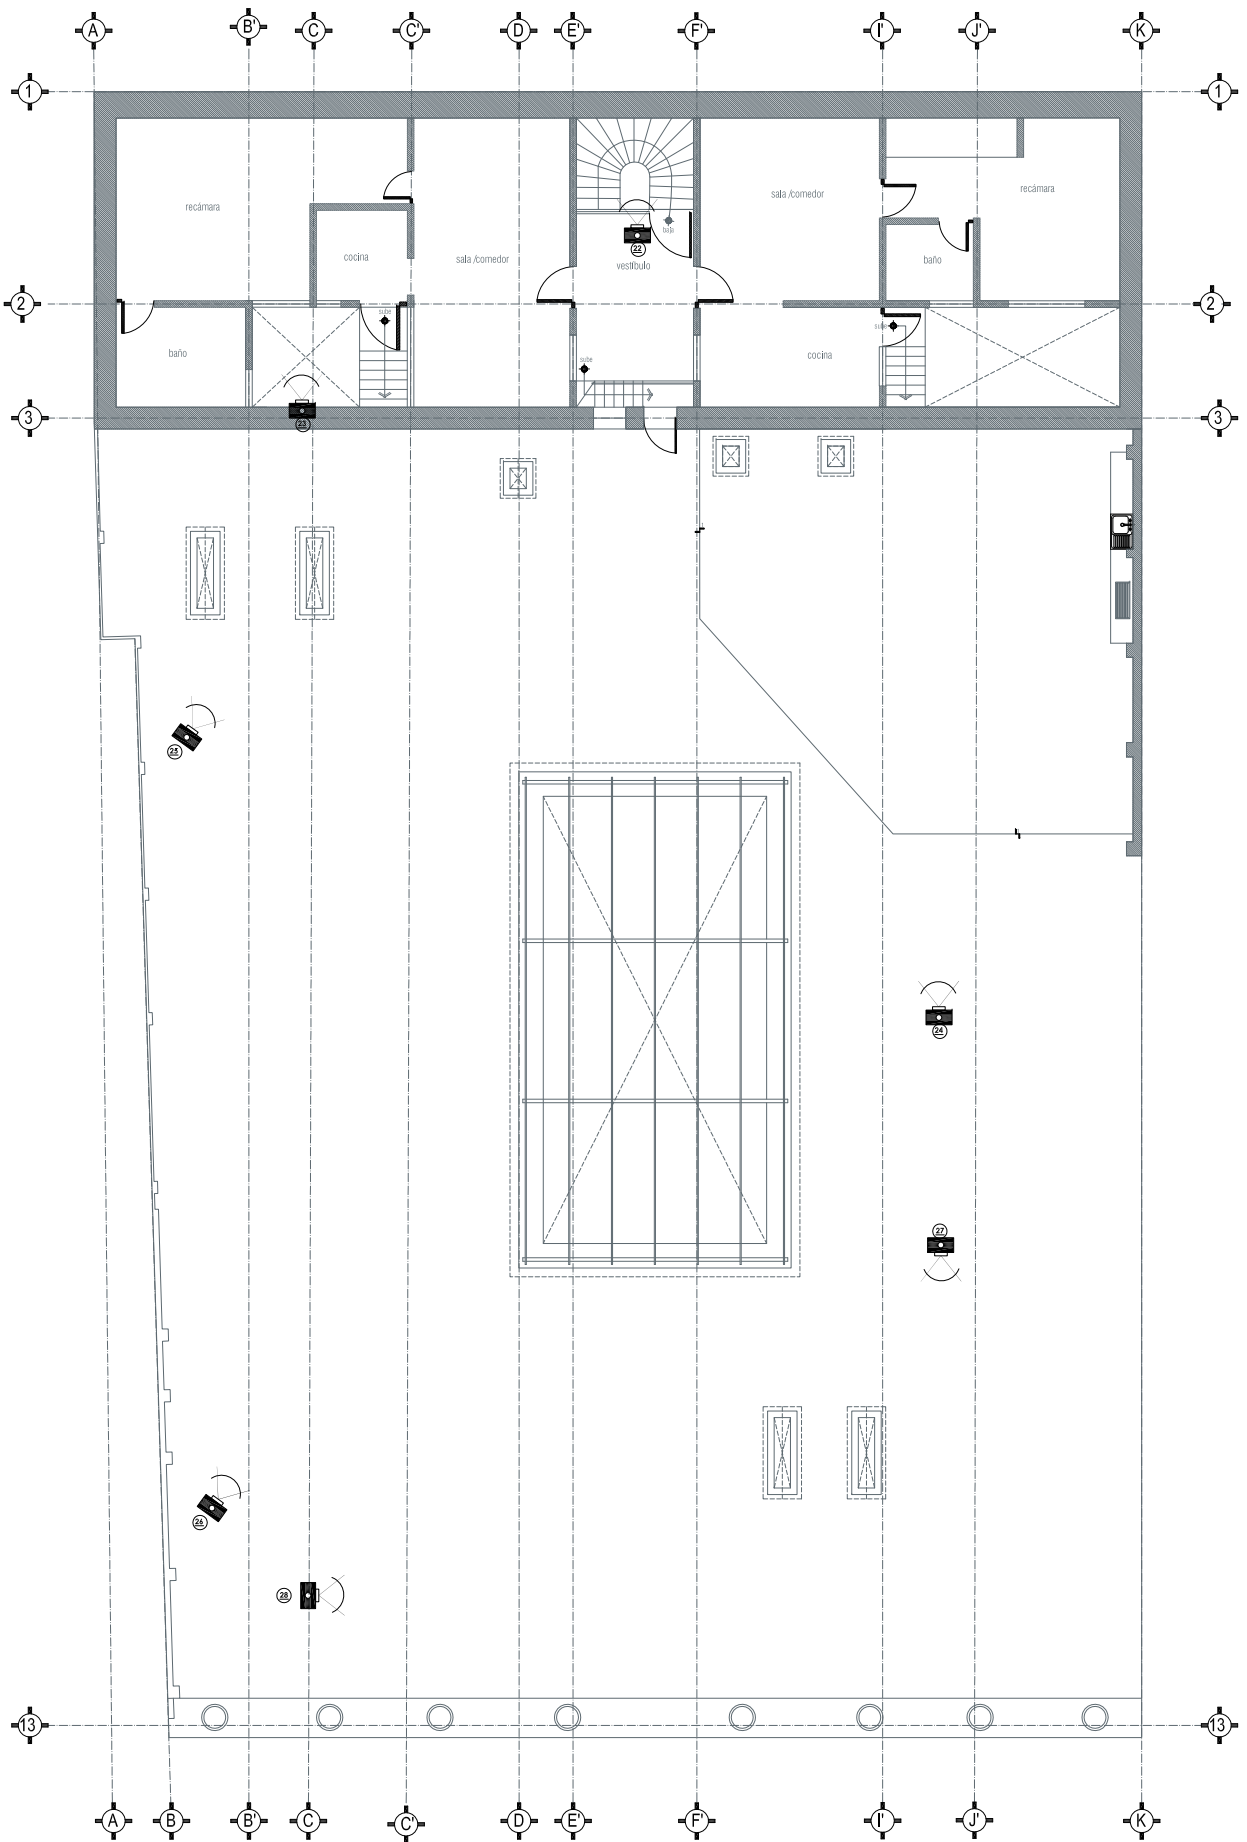 A B' C C' D E' F' I' J' K
1 1
recámara
sala /comedor
recámara
baja
22
cocina
sala /comedor
vestíbulo
baño
2 2
sube
sube
baño
sube
cocina
3 3
23
25
24
27
26
28
13 13
A B B' C C' D E' F' I' J' K